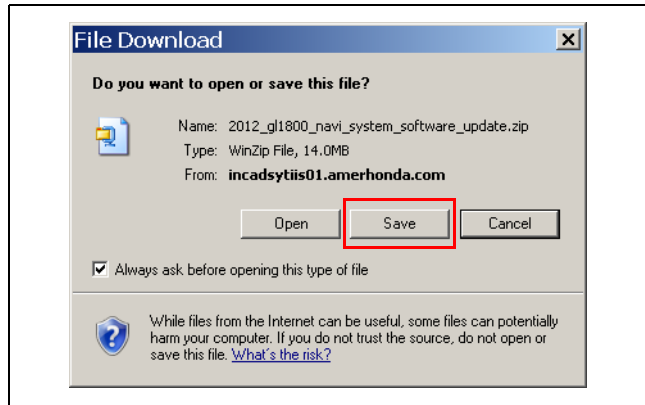 File Download
Do you want to open or save this file?
Name: 2012_gl1800_navi_system_software_update.zip
Type: WinZip File, 14.0MB
From: incadsytiis01.amerhonda.com
Open Save Cancel
Always ask before opening this type of file
While files from the Internet can be useful, some files can potentially
harm your computer. If you do not trust the source, do not open or
save this file. What's the risk?